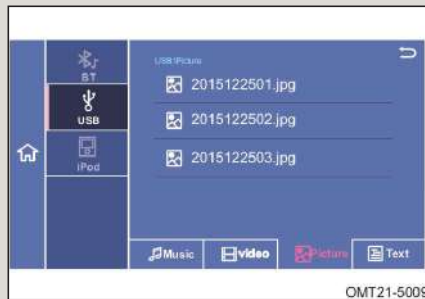 BT
USB
iPod
USB:Picture
2015122501.jpg
2015122502.jpg
2015122503.jpg
Music
video
Picture
Text
OMT21-5009